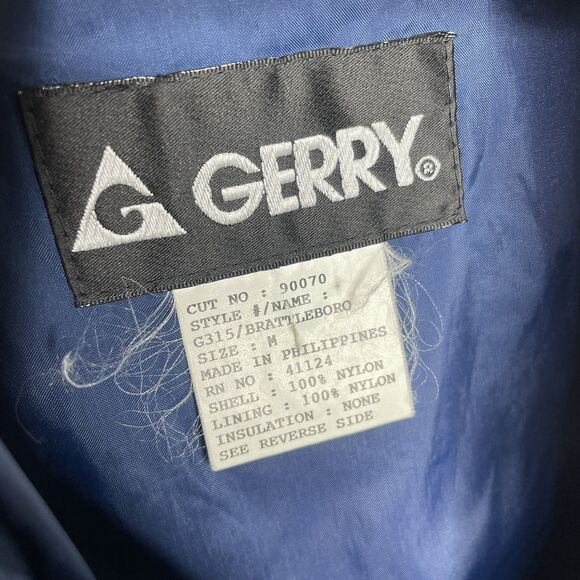 G GERRY®
CUT NO : 90070
STYLE #/NAME :
G315/BRATTLEBORO
SIZE : M
MADE IN PHILIPPINES
RN NO : 41124
SHELL : 100% NYLON
LINING : 100% NYLON
INSULATION : NONE
SEE REVERSE SIDE